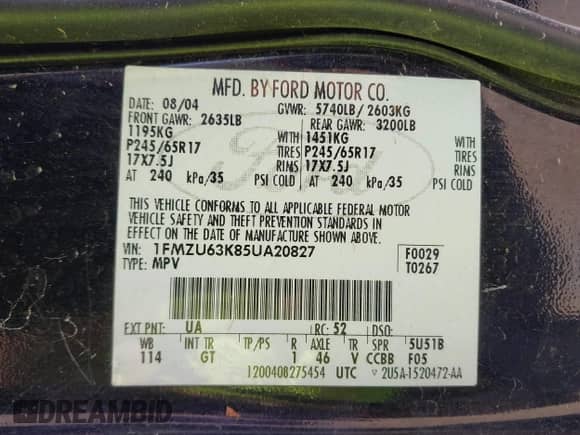 MFD. BY FORD MOTOR CO.
DATE: 08/04 GVWR: 5740LB/ 2603KG
FRONT GAWR: 2635LB REAR GAWR: 3200LB
1195KG WITH 1451KG WITH
P245/65R17 TIRES P245/65R17 TIRES
17X7.5J RIMS 17X7.5J RIMS
AT 240 kPa/35 PSI COLD AT 240 kPa/35 PSI COLD
Ford
THIS VEHICLE CONFORMS TO ALL APPLICABLE FEDERAL MOTOR
VEHICLE SAFETY AND THEFT PREVENTION STANDARDS IN
EFFECT ON THE DATE OF MANUFACTURE SHOWN ABOVE.
VIN: 1FMZU63K85UA20827 F0029
TYPE: MPV T0267
EXT PNT: UA RC: 52 DSO:
WB INT TR TP/PS R AXLE TR SPR 5U51B
114 GT 1 46 V CCBB F05
1200408275454 UTC 2U5A-1520472-AA
DREAMBID